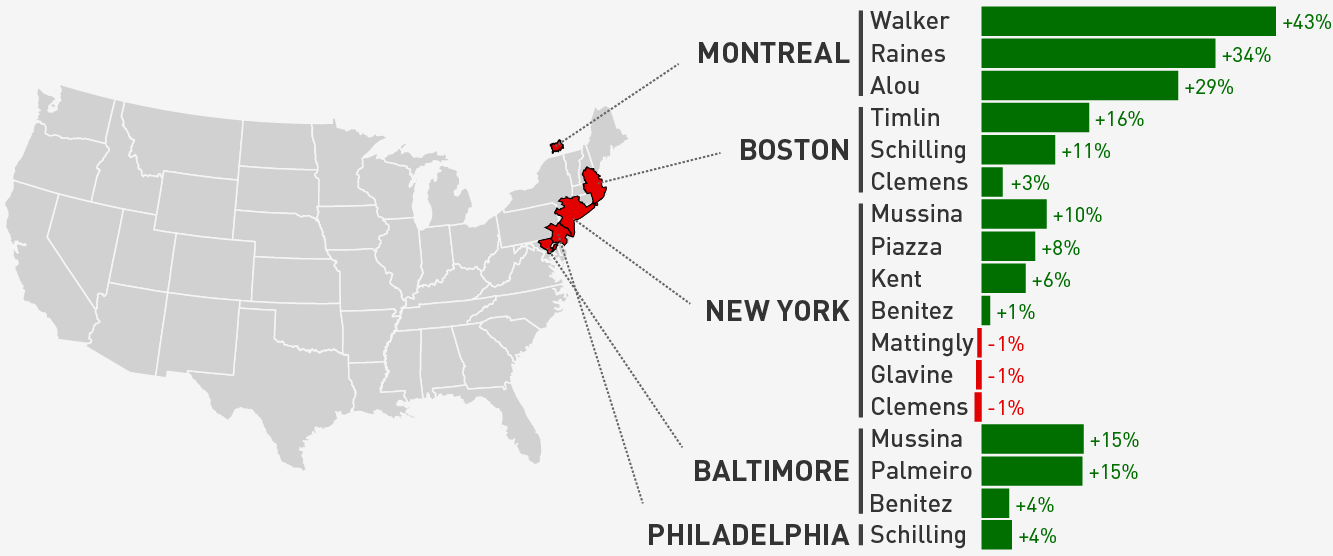 MONTREAL
Walker +43%
Raines +34%
Alou +29%
BOSTON
Timlin +16%
Schilling +11%
Clemens +3%
NEW YORK
Mussina +10%
Piazza +8%
Kent +6%
Benitez +1%
Mattingly -1%
Glavine -1%
Clemens -1%
BALTIMORE
Mussina +15%
Palmeiro +15%
Benitez +4%
PHILADELPHIA
Schilling +4%